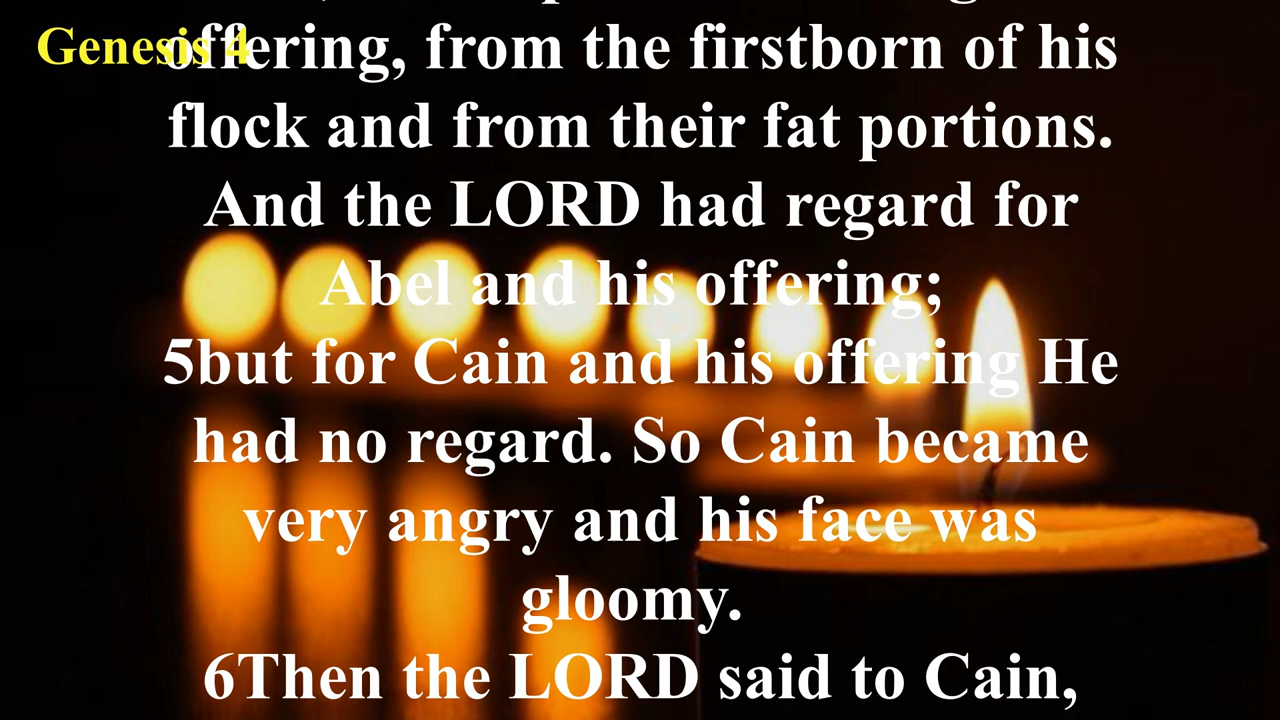 Genesis 4
offering, from the firstborn of his
flock and from their fat portions.
And the LORD had regard for
Abel and his offering;
5but for Cain and his offering He
had no regard. So Cain became
very angry and his face was
gloomy.
6Then the LORD said to Cain,